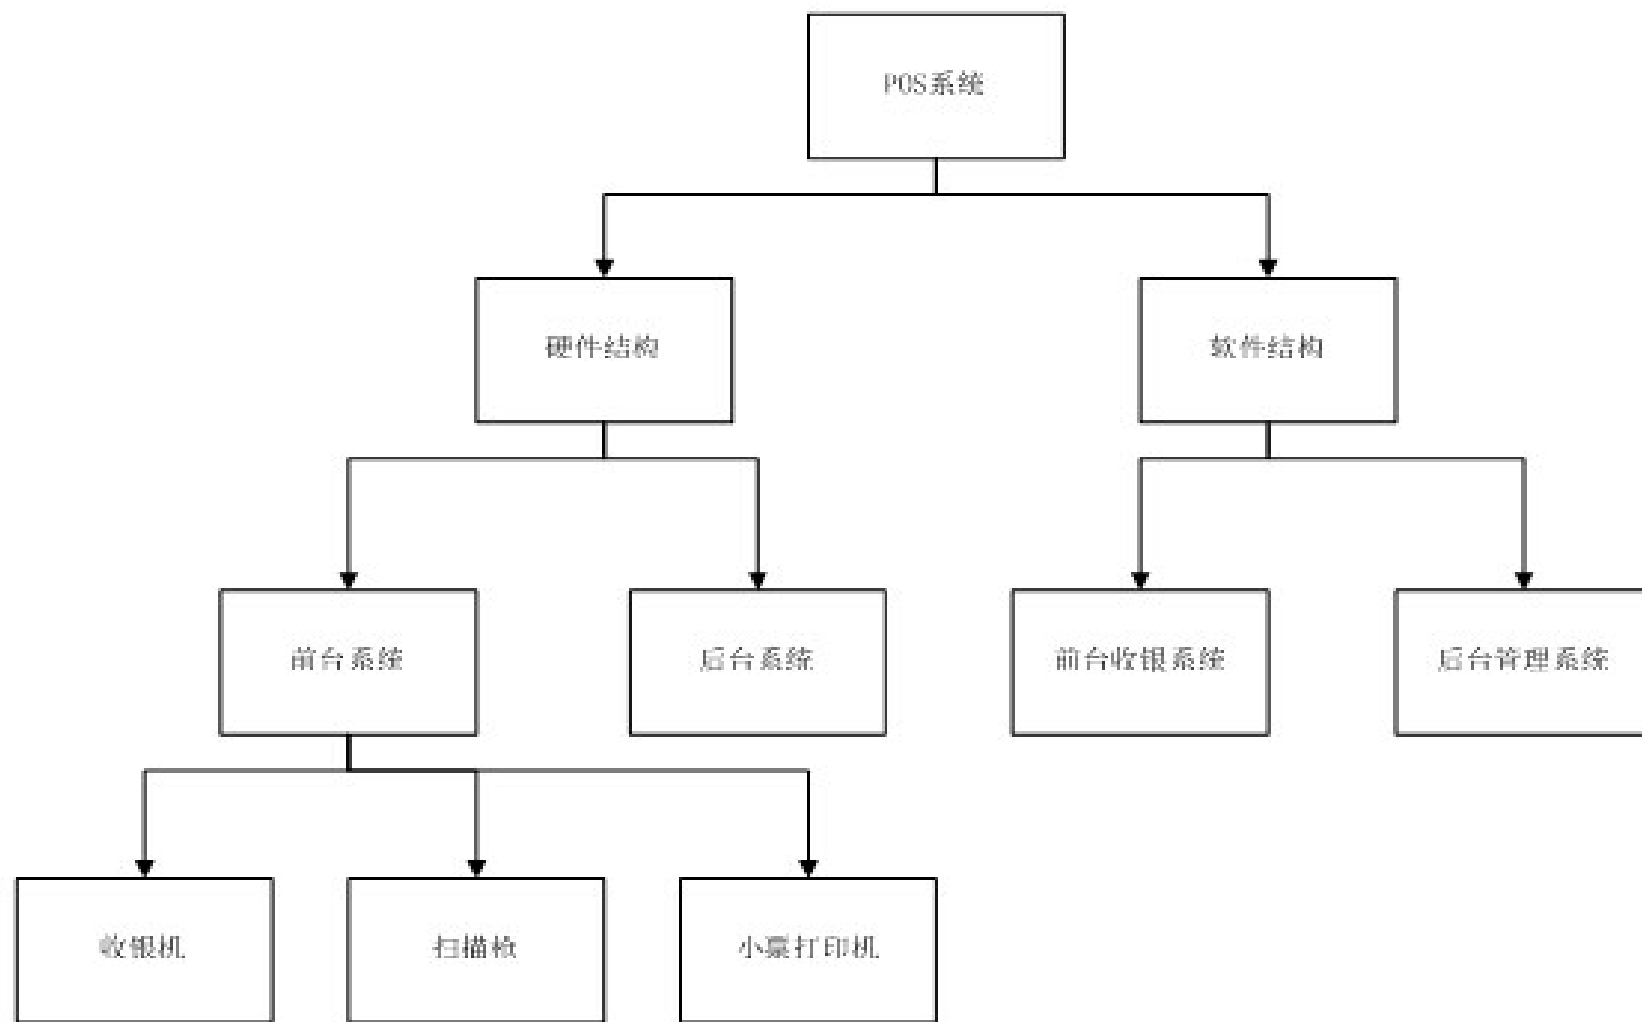 POS系统
硬件结构
软件结构
前台系统
后台系统
前台收银系统
后台管理系统
收银机
扫描枪
小票打印机